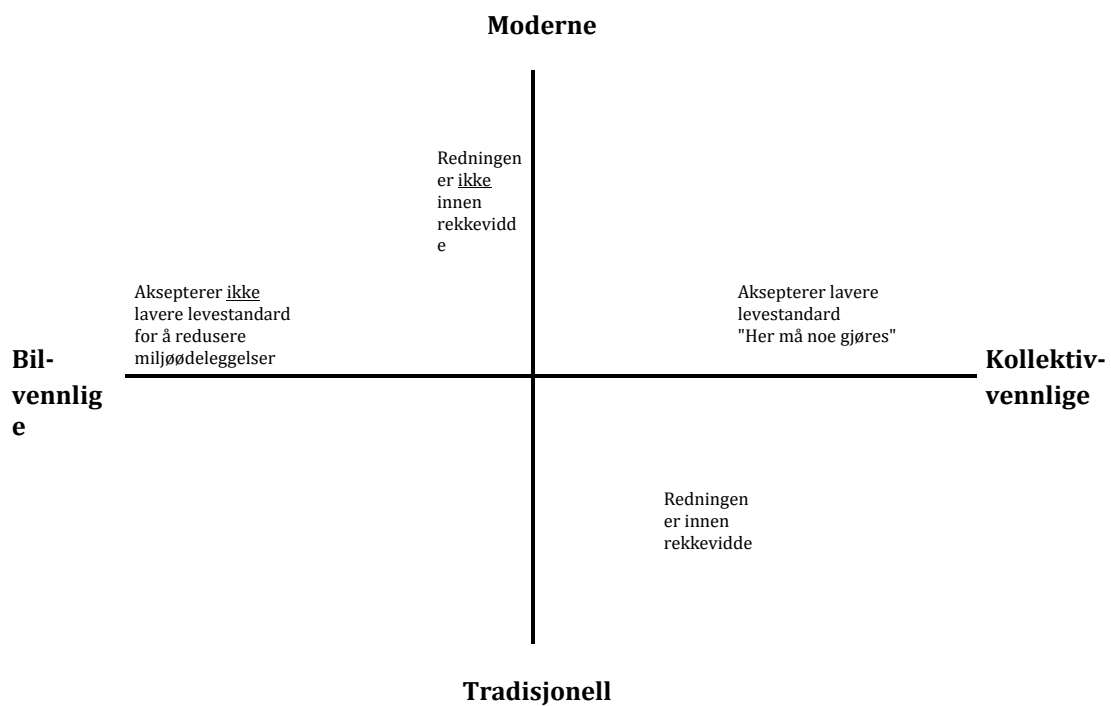 Moderne
Redningen
er ikke
innen
rekkevidd
e
Aksepterer ikke
lavere levestandard
for å redusere
miljøødeleggelser
Aksepterer lavere
levestandard
"Her må noe gjøres"
Bil-
vennlig
e
Kollektiv-
vennlige
Redningen
er innen
rekkevidde
Tradisjonell